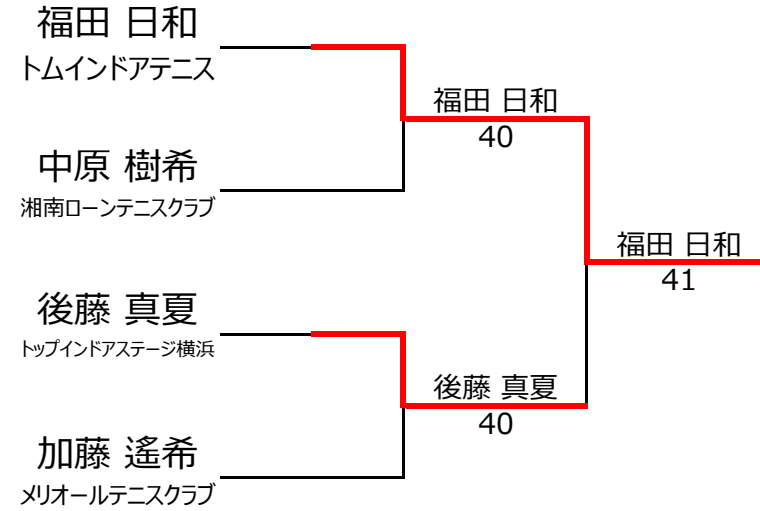 福田 日和
トムインドアテニス
福田 日和
40
中原 樹希
湘南ローンテニスクラブ
福田 日和
41
後藤 真夏
トップインドアステージ横浜
後藤 真夏
40
加藤 遙希
メリオールテニスクラブ